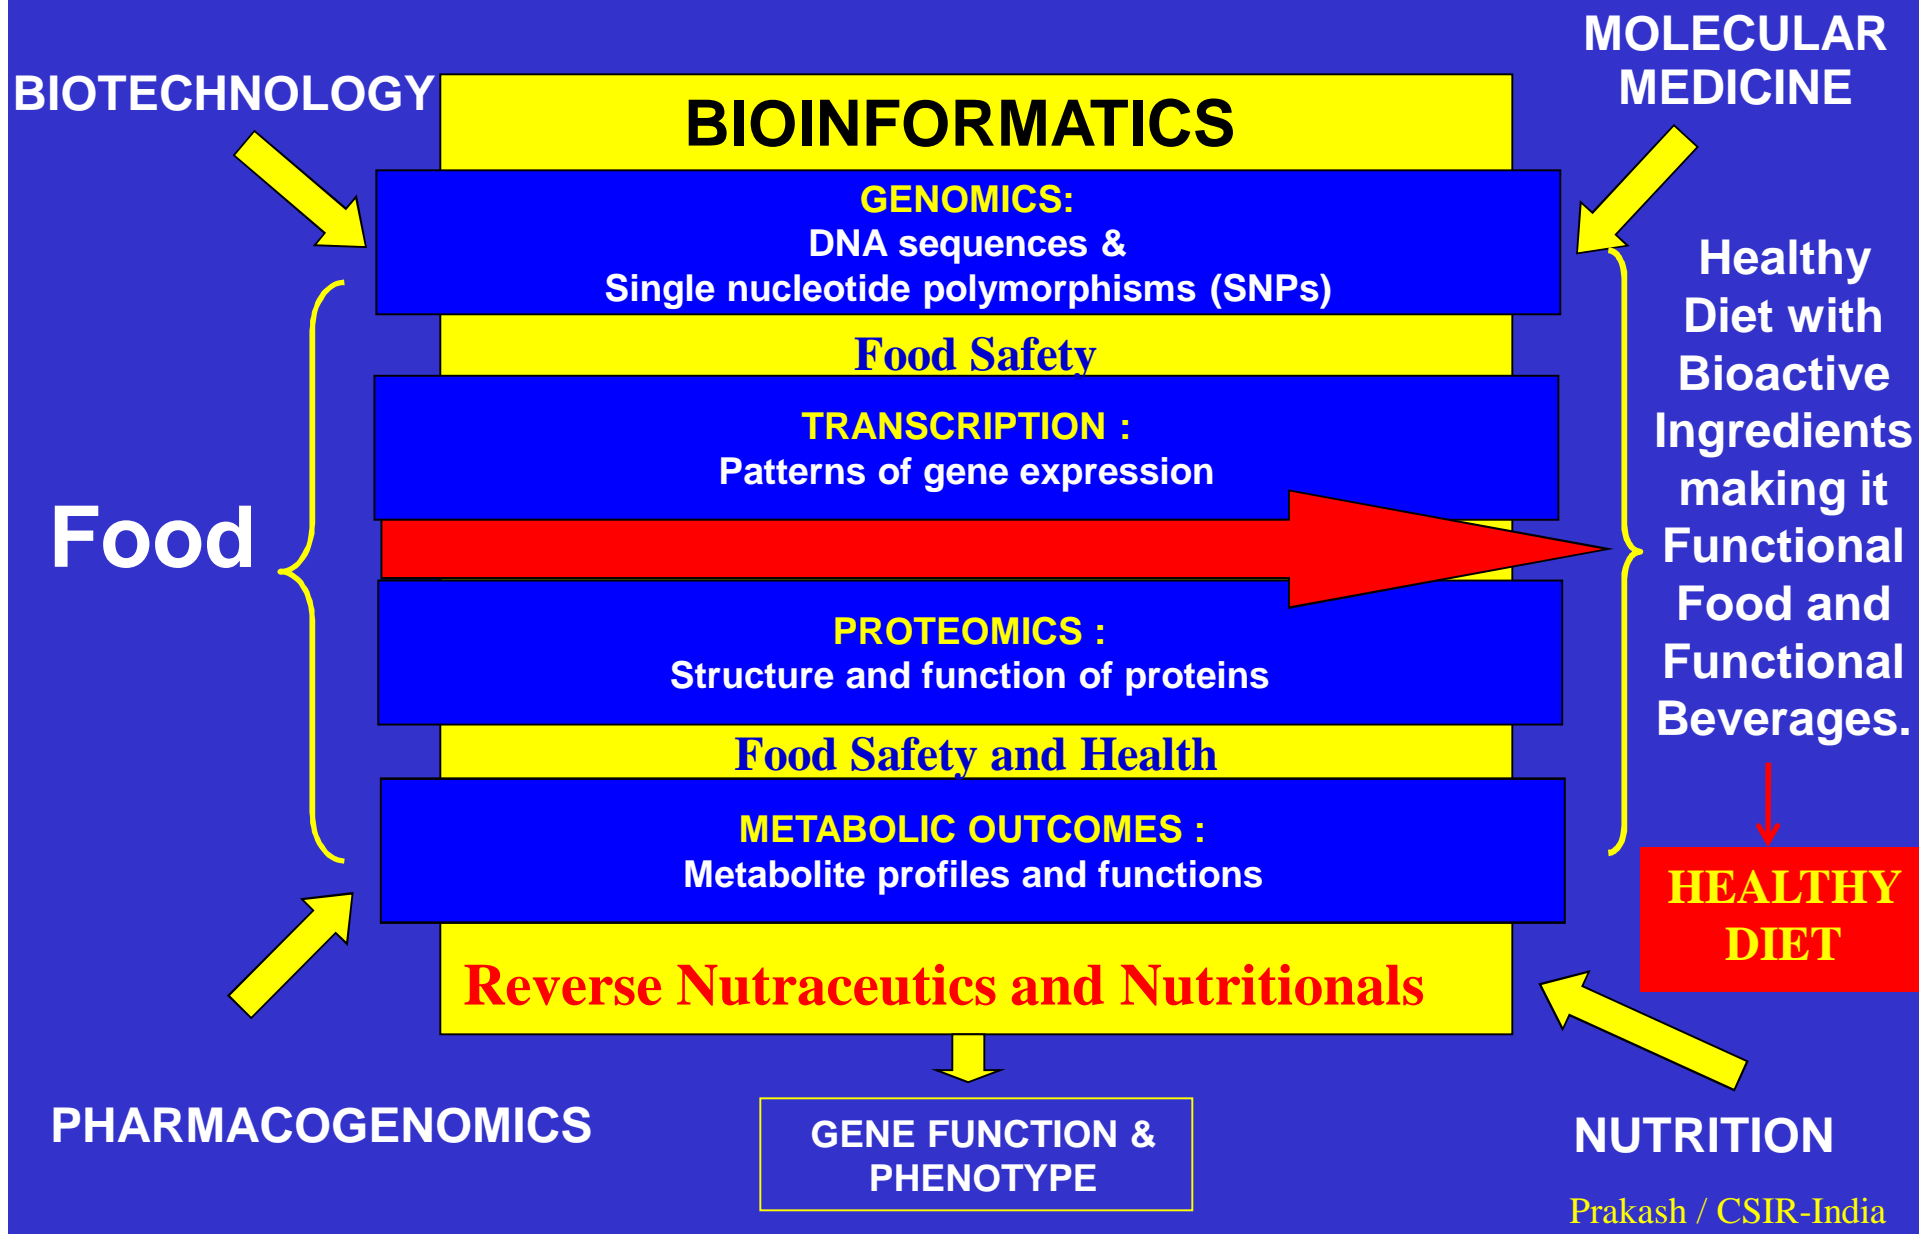 BIOTECHNOLOGY
MOLECULAR
MEDICINE
BIOINFORMATICS
GENOMICS:
DNA sequences &
Single nucleotide polymorphisms (SNPs)
Food Safety
TRANSCRIPTION :
Patterns of gene expression
Food
PROTEOMICS :
Structure and function of proteins
Food Safety and Health
METABOLIC OUTCOMES :
Metabolite profiles and functions
Reverse Nutraceutics and Nutritionals
Healthy
Diet with
Bioactive
Ingredients
making it
Functional
Food and
Functional
Beverages.
HEALTHY
DIET
PHARMACOGENOMICS
GENE FUNCTION &
PHENOTYPE
NUTRITION
Prakash / CSIR-India